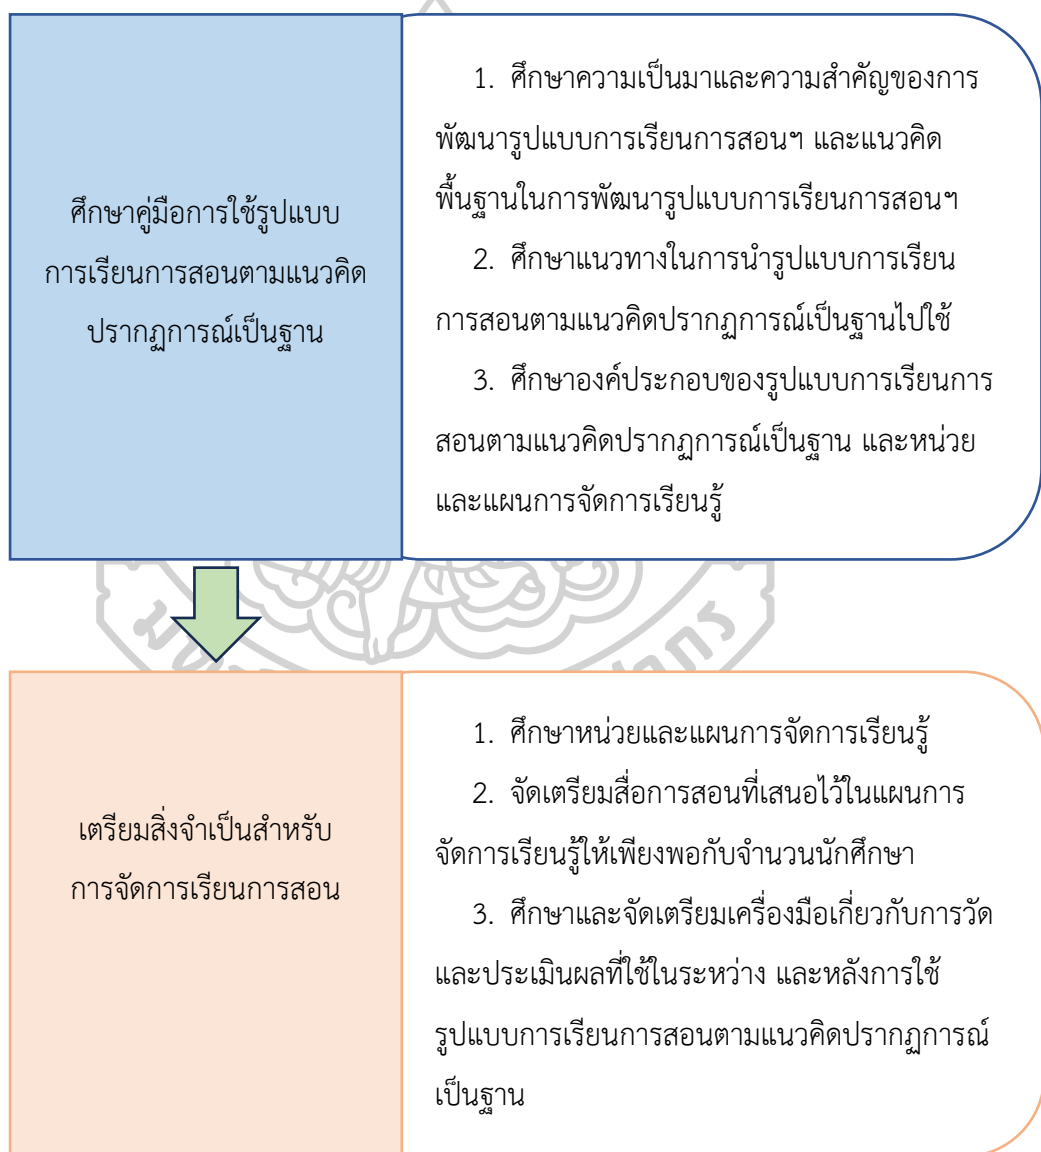 ศึกษาคู่มือการใช้รูปแบบ
การเรียนการสอนตามแนวคิด
ปรากฏการณ์เป็นฐาน
1. ศึกษาความเป็นมาและความสำคัญของการ
พัฒนารูปแบบการเรียนการสอนฯ และแนวคิด
พื้นฐานในการพัฒนารูปแบบการเรียนการสอนฯ
2. ศึกษาแนวทางในการนำรูปแบบการเรียน
การสอนตามแนวคิดปรากฏการณ์เป็นฐานไปใช้
3. ศึกษาองค์ประกอบของรูปแบบการเรียนการ
สอนตามแนวคิดปรากฏการณ์เป็นฐาน และหน่วย
และแผนการจัดการเรียนรู้
เตรียมสิ่งจำเป็นสำหรับ
การจัดการเรียนการสอน
1. ศึกษาหน่วยและแผนการจัดการเรียนรู้
2. จัดเตรียมสื่อการสอนที่เสนอไว้ในแผนการ
จัดการเรียนรู้ให้เพียงพอกับจำนวนนักศึกษา
3. ศึกษาและจัดเตรียมเครื่องมือเกี่ยวกับการวัด
และประเมินผลที่ใช้ในระหว่าง และหลังการใช้
รูปแบบการเรียนการสอนตามแนวคิดปรากฏการณ์
เป็นฐาน